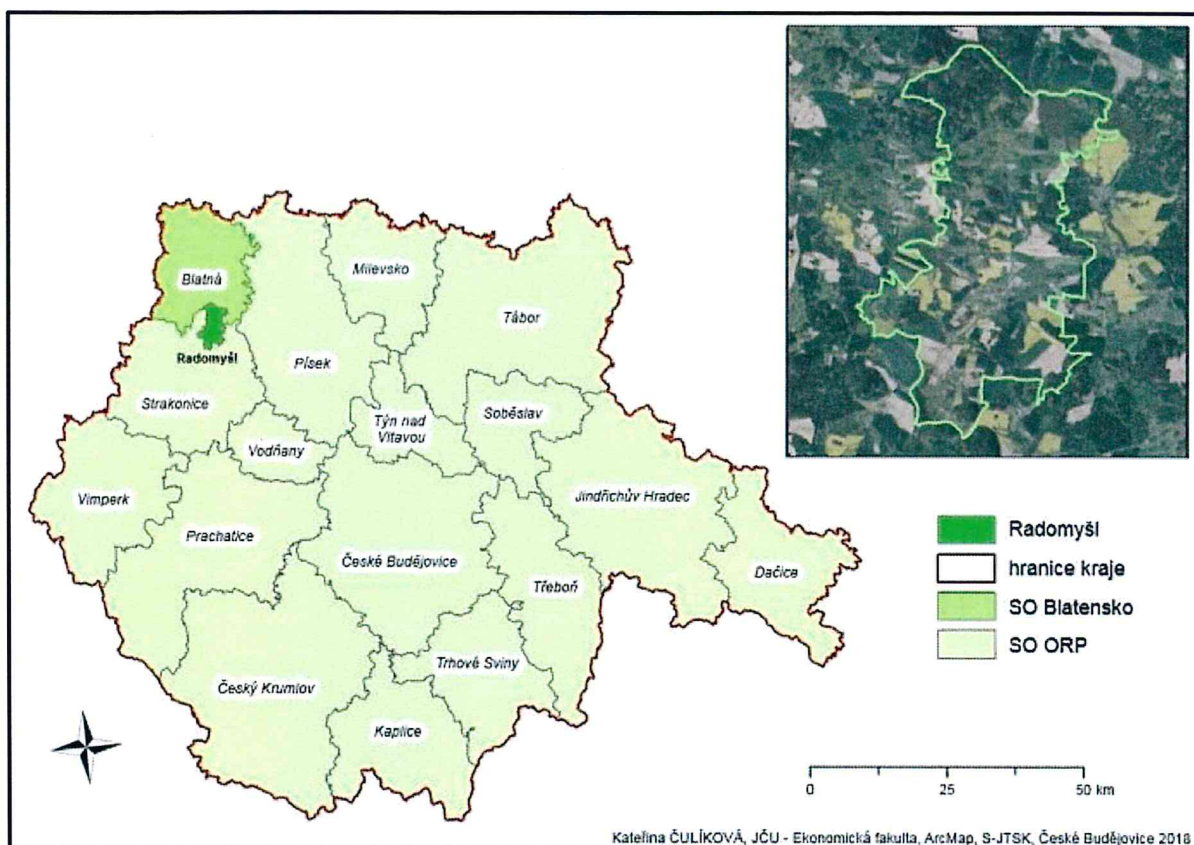 Blatná
Milevsko
Tábor
Radomyšl
Písek
Strakonice
Týn nad
Vltavou
Soběslav
Vodňany
Vimperk
Jindřichův Hradec
Prachatice
České Budějovice
Třeboň
Dačice
Trhové Sviny
Český Krumlov
Kaplice
Radomyšl
hranice kraje
SO Blatensko
SO ORP
0 25 50 km
Kateřina ČULÍKOVÁ, JČU - Ekonomická fakulta, ArcMap, S-JTSK, České Budějovice 2018